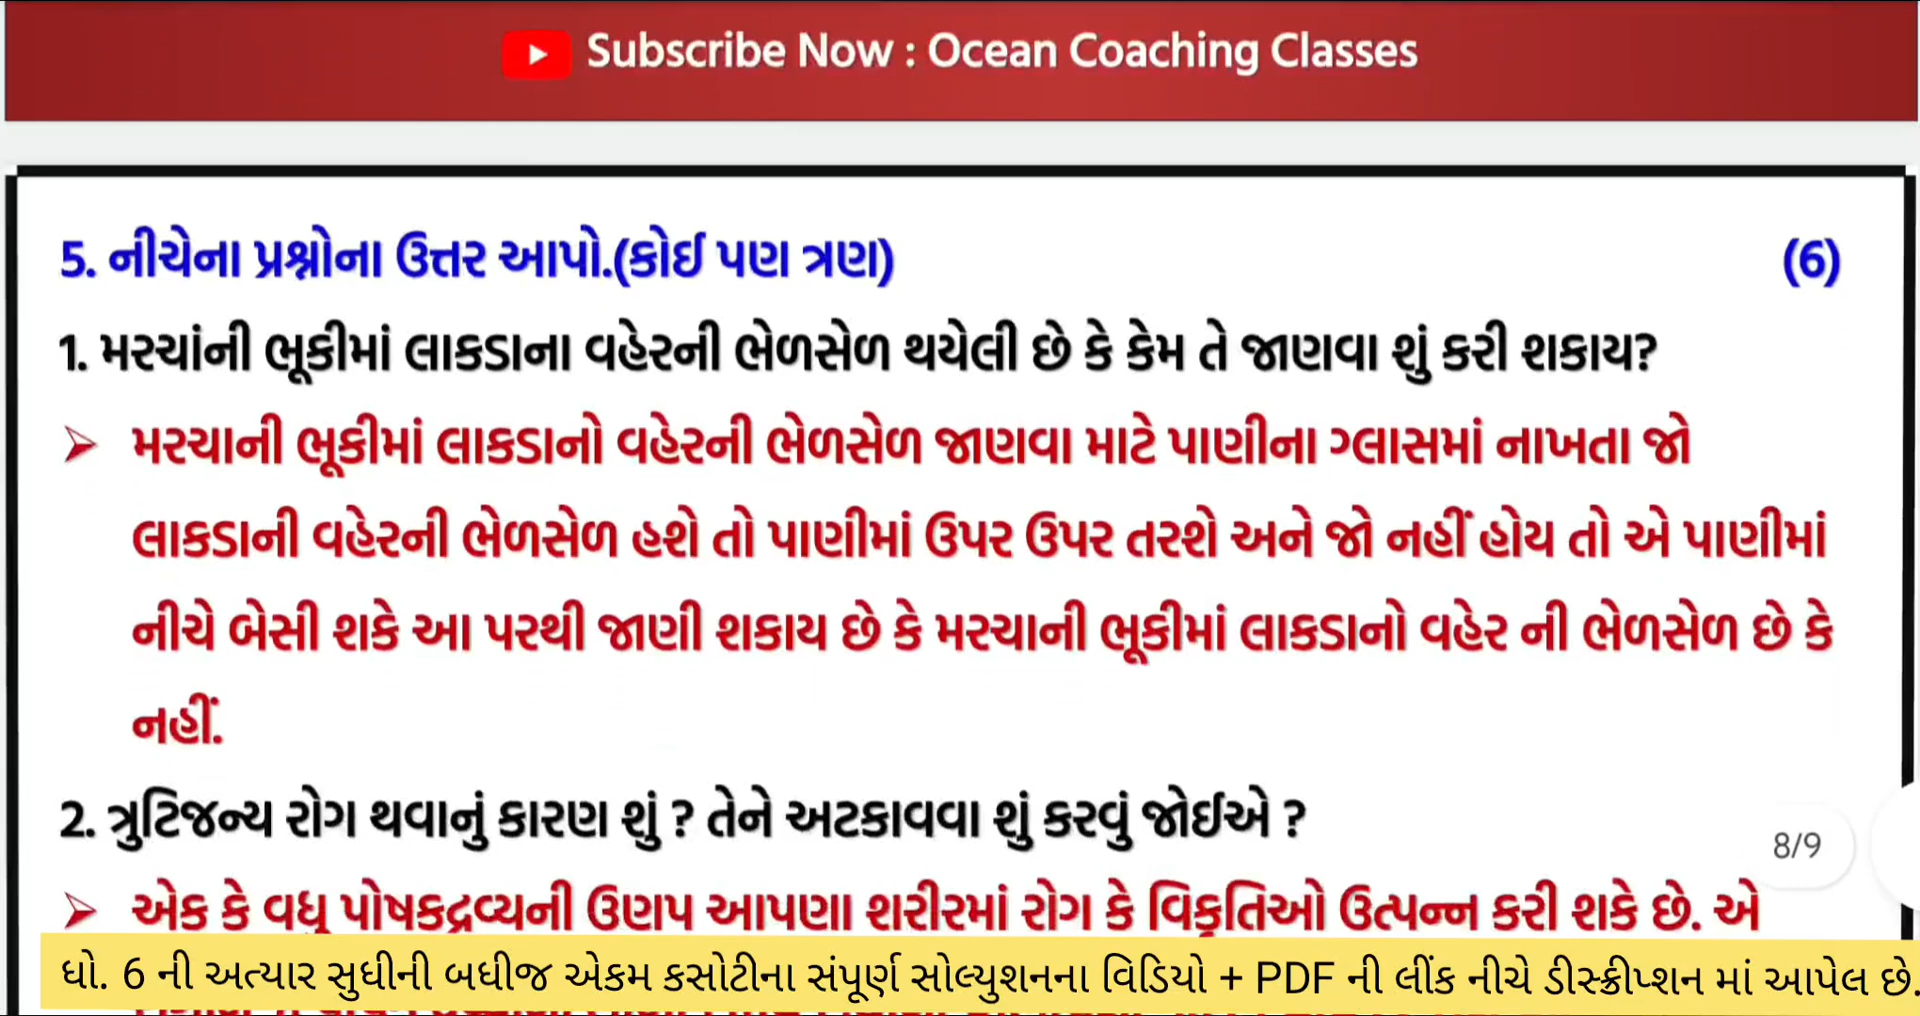 Subscribe Now : Ocean Coaching Classes
5. નીચેના પ્રશ્નોના ઉત્તર આપો.(કોઈ પણ ત્રણ) (6)
1. મરચાંની ભૂકીમાં લાકડાના વહેરની ભેળસેળ થયેલી છે કે કેમ તે જાણવા શું કરી શકાય?
➢ મરચાની ભૂકીમાં લાકડાનો વહેરની ભેળસેળ જાણવા માટે પાણીના ગ્લાસમાં નાખતા જો
લાકડાની વહેરની ભેળસેળ હશે તો પાણીમાં ઉપર ઉપર તરશે અને જો નહીં હોય તો એ પાણીમાં
નીચે બેસી શકે આ પરથી જાણી શકાય છે કે મરચાની ભૂકીમાં લાકડાનો વહેર ની ભેળસેળ છે કે
નહીં.
2. ત્રુટિજન્ય રોગ થવાનું કારણ શું ? તેને અટકાવવા શું કરવું જોઈએ ?
8/9
➢ એક કે વધુ પોષકદ્રવ્યની ઉણપ આપણા શરીરમાં રોગ કે વિકૃતિઓ ઉત્પન્ન કરી શકે છે. એ
ધો. 6 ની અત્યાર સુધીની બધીજ એકમ કસોટીના સંપૂર્ણ સોલ્યુશનના વિડિયો + PDF ની લીંક નીચે ડીસ્ક્રીપ્શન માં આપેલ છે.